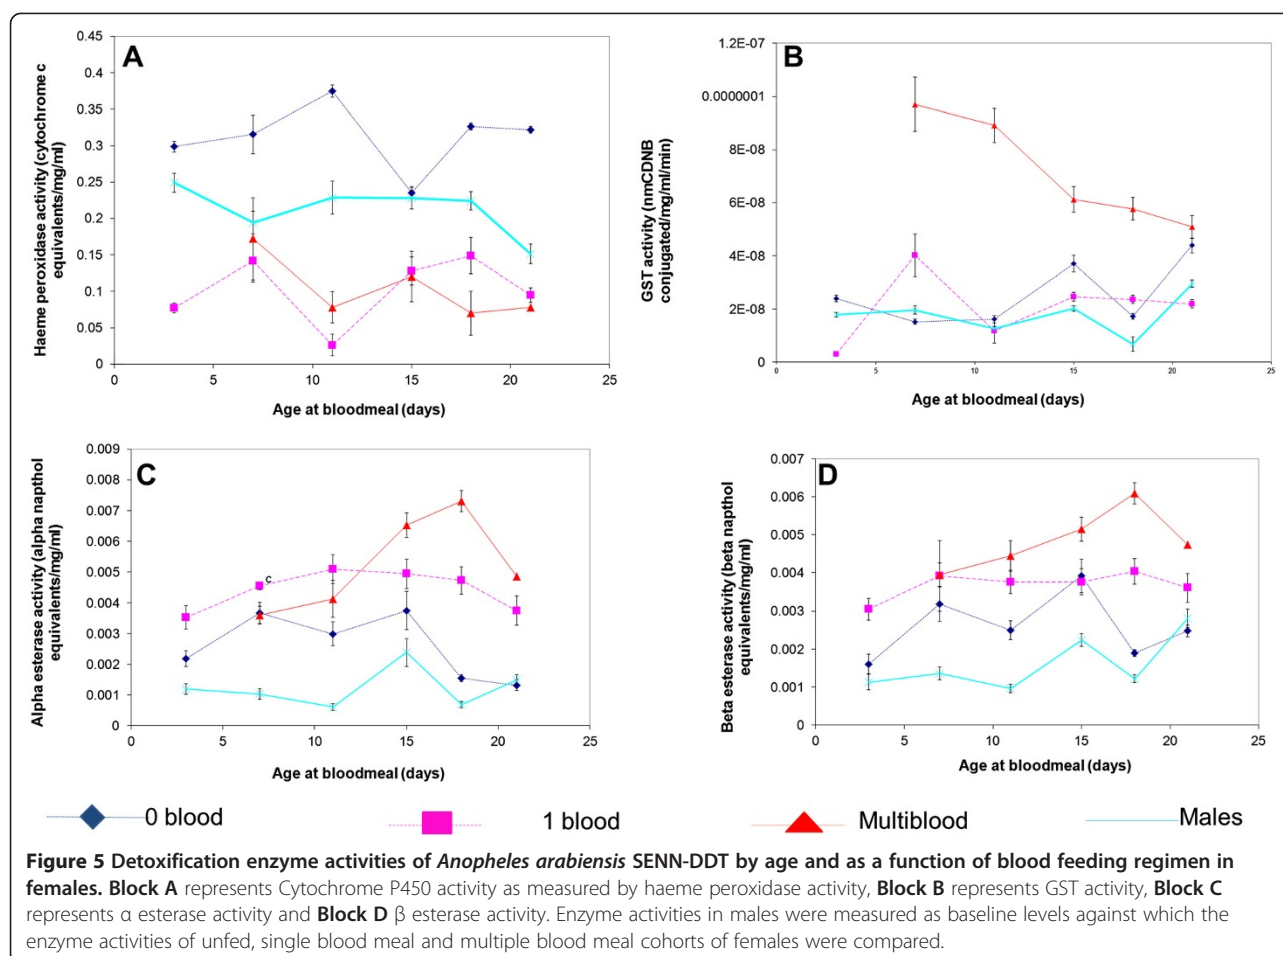 A
Haeme peroxidase activity (cytochrome c
equivalents/mg/ml)
0.45
0.4
0.35
0.3
0.25
0.2
0.15
0.1
0.05
0
0 5 10 15 20 25
Age at bloodmeal (days)
B
GST activity (nmCDNB
conjugated/mg/ml/min)
1.2E-07
0.0000001
8E-08
6E-08
4E-08
2E-08
0
0 5 10 15 20 25
Age at bloodmeal (days)
C
Alpha esterase activity (alpha napthol
equivalents/mg/ml)
0.009
0.008
0.007
0.006
0.005
0.004
0.003
0.002
0.001
0
c
0 5 10 15 20 25
Age at bloodmeal (days)
D
Beta esterase activity (beta napthol
equivalents/mg/ml)
0.007
0.006
0.005
0.004
0.003
0.002
0.001
0
0 5 10 15 20 25
Age at bloodmeal (days)
0 blood 1 blood Multiblood Males
Figure 5 Detoxification enzyme activities of Anopheles arabiensis SENN-DDT by age and as a function of blood feeding regimen in
females. Block A represents Cytochrome P450 activity as measured by haeme peroxidase activity, Block B represents GST activity, Block C
represents α esterase activity and Block D β esterase activity. Enzyme activities in males were measured as baseline levels against which the
enzyme activities of unfed, single blood meal and multiple blood meal cohorts of females were compared.